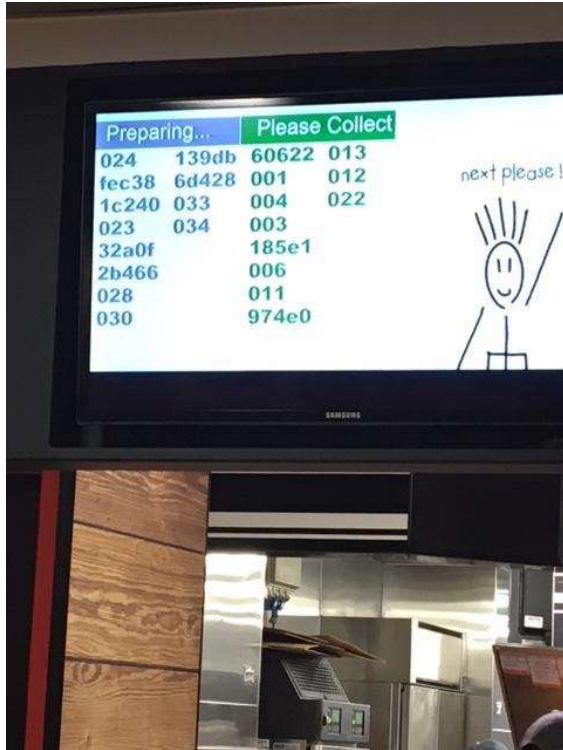 Preparing...
024 139db
fec38 6d428
1c240 033
023 034
32a0f
2b466
028
030
Please Collect
60622 013
001 012
004 022
003
185e1
006
011
974e0
next please!
SAMSUNG